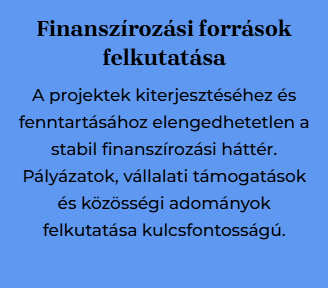 Finanszírozási források
felkutatása
A projektek kiterjesztéséhez és
fenntartásához elengedhetetlen a
stabil finanszírozási háttér.
Pályázatok, vállalati támogatások
és közösségi adományok
felkutatása kulcsfontosságú.